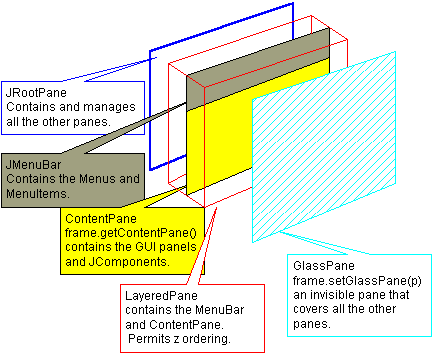 JRootPane
Contains and manages
all the other panes.
JMenuBar
Contains the Menus and
MenuItems.
ContentPane
frame.getContentPane()
contains the GUI panels
and JComponents.
LayeredPane
contains the MenuBar
and ContentPane.
Permits z ordering.
GlassPane
frame.setGlassPane(p)
an invisible pane that
covers all the other
panes.